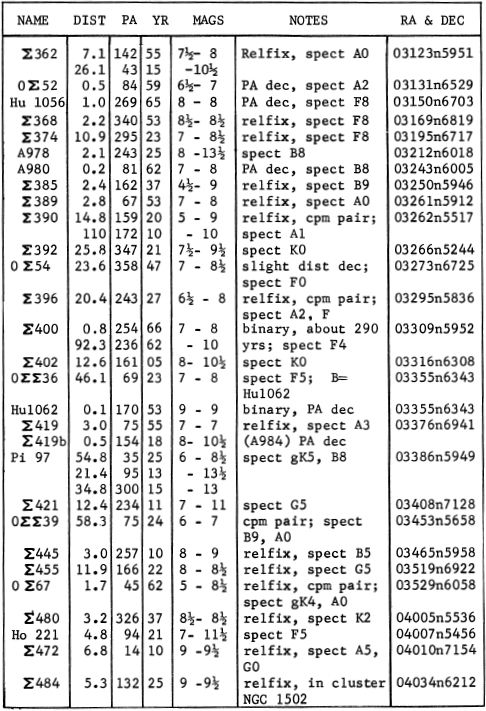 NAME DIST PA YR MAGS NOTES RA & DEC
Σ362 7.1 142 55 7½- 8 Relfix, spect A0 03123n5951
26.1 43 15 -10½
OΣ52 0.5 84 59 6½- 7 PA dec, spect A2 03131n6529
Hu 1056 1.0 269 65 8 - 8 PA dec, spect F8 03150n6703
Σ368 2.2 340 53 8½- 8½ relfix, spect F8 03169n6819
Σ374 10.9 295 23 7 - 8½ relfix, spect F8 03195n6717
A978 2.1 243 25 8 -13½ spect B8 03212n6018
A980 0.2 81 62 7 - 8 PA dec, spect B8 03243n6005
Σ385 2.4 162 37 4½- 9 relfix, spect B9 03250n5946
Σ389 2.8 67 53 7 - 8 relfix, spect A0 03261n5912
Σ390 14.8 159 20 5 - 9 relfix, cpm pair; 03262n5517
110 172 10 - 10 spect A1
Σ392 25.8 347 21 7½- 9½ spect K0 03266n5244
O Σ54 23.6 358 47 7 - 8½ slight dist dec; 03273n6725
spect F0
Σ396 20.4 243 27 6½ - 8 relfix, cpm pair; 03295n5836
spect A2, F
Σ400 0.8 254 66 7 - 8 binary, about 290 03309n5952
92.3 236 62 - 10 yrs; spect F4
Σ402 12.6 161 05 8- 10½ spect K0 03316n6308
OΣΣ36 46.1 69 23 7 - 8 spect F5; B= 03355n6343
Hu1062
Hu1062 0.1 170 53 9 - 9 binary, PA dec 03355n6343
Σ419 3.0 75 55 7 - 7 relfix, spect A3 03376n6941
Σ419b 0.5 154 18 8- 10½ (A984) PA dec
Pi 97 54.8 35 25 6 - 8½ spect gK5, B8 03386n5949
21.4 95 13 - 13½
34.8 300 15 - 13
Σ421 12.4 234 11 7 - 11 spect G5 03408n7128
OΣΣ39 58.3 75 24 6 - 7 cpm pair; spect 03453n5658
B9, A0
Σ445 3.0 257 10 8 - 9 relfix, spect B5 03465n5958
Σ455 11.9 166 22 8 - 8½ relfix, spect G5 03519n6922
O Σ67 1.7 45 62 5 - 8½ relfix, cpm pair; 03529n6058
spect gK4, A0
Σ480 3.2 326 37 8½- 8½ relfix, spect K2 04005n5536
Ho 221 4.8 94 21 7- 11½ spect F5 04007n5456
Σ472 6.8 14 10 9 -9½ relfix, spect A5, 04010n7154
G0
Σ484 5.3 132 25 9 -9½ relfix, in cluster 04034n6212
NGC 1502